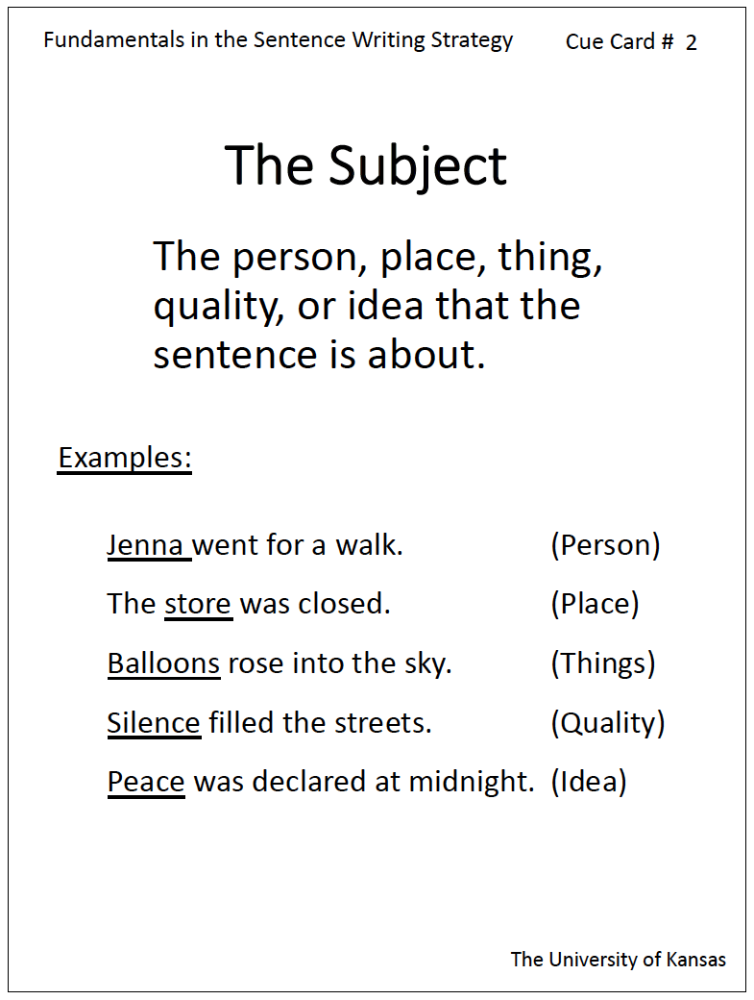 Fundamentals in the Sentence Writing Strategy Cue Card # 2
The Subject
The person, place, thing,
quality, or idea that the
sentence is about.
Examples:
Jenna went for a walk. (Person)
The store was closed. (Place)
Balloons rose into the sky. (Things)
Silence filled the streets. (Quality)
Peace was declared at midnight. (Idea)
The University of Kansas